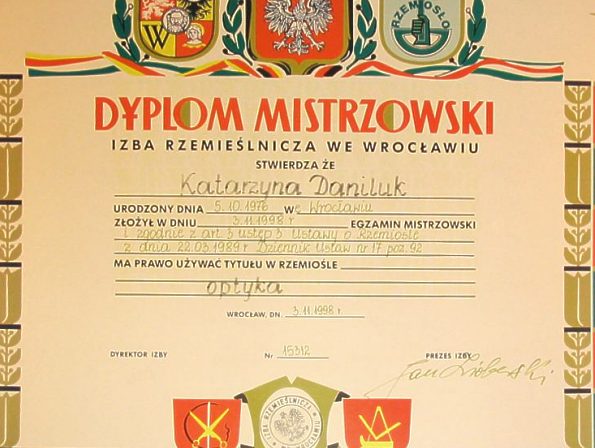 RZEMIOSŁO
W
DYPLOM MISTRZOWSKI
IZBA RZEMIEŚLNICZA WE WROCŁAWIU
STWIERDZA ŻE
Katarzyna Daniluk
URODZONY DNIA 5.10.1976 W e Wrocławiu
ZŁOŻYŁ W DNIU 3.11.1998 r EGZAMIN MISTRZOWSKI
I zgodnie z art 3 ustęp 3 Ustawy o Rzemiośle
z dnia 22.03.1989 r Dziennik Ustaw nr 17 poz. 92
MA PRAWO UŻYWAĆ TYTUŁU W RZEMIOŚLE
optyka
WROCŁAW, DN. 3.11.1998 r
DYREKTOR IZBY Nr 15312 PREZES IZBY
Jan
IZBA RZEMIEŚLNICZA